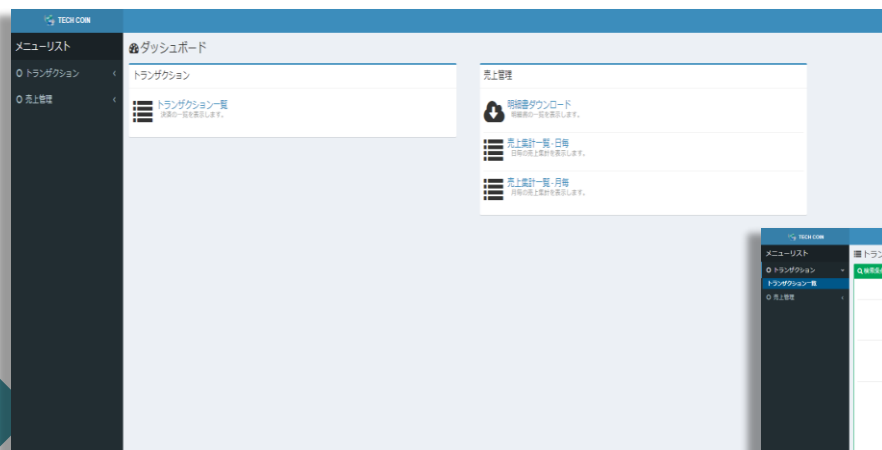 TECH COIN
メニューリスト
トランザクション
売上管理
ダッシュボード
トランザクション
トランザクション一覧
決済の一覧を表示します。
売上管理
明細書ダウンロード
明細書の一覧を表示します。
売上集計一覧-日毎
日毎の売上集計を表示します。
売上集計一覧-月毎
月毎の売上集計を表示します。
TECH COIN
メニューリスト
トランザクション
トランザクション一覧
売上管理
トラン